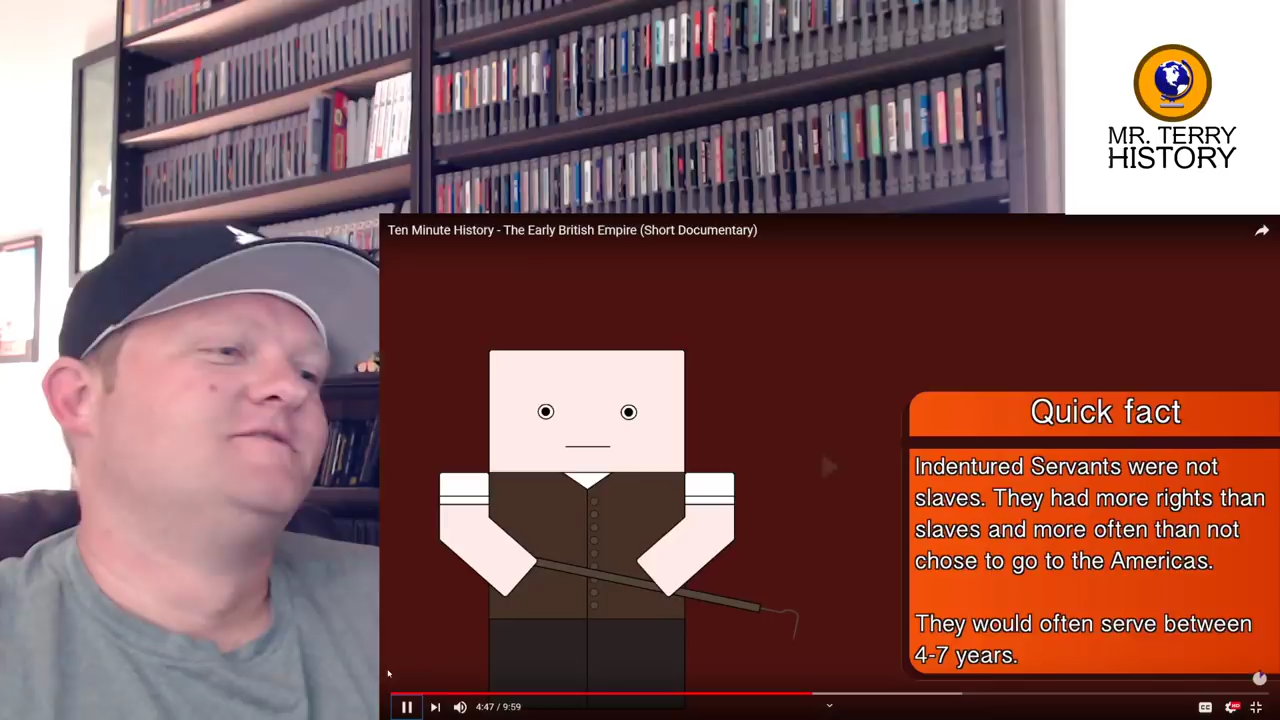 MR. TERRY
HISTORY
Ten Minute History - The Early British Empire (Short Documentary)
Quick fact
Indentured Servants were not
slaves. They had more rights than
slaves and more often than not
chose to go to the Americas.
They would often serve between
4-7 years.
4:47 / 9:59
CC
HD